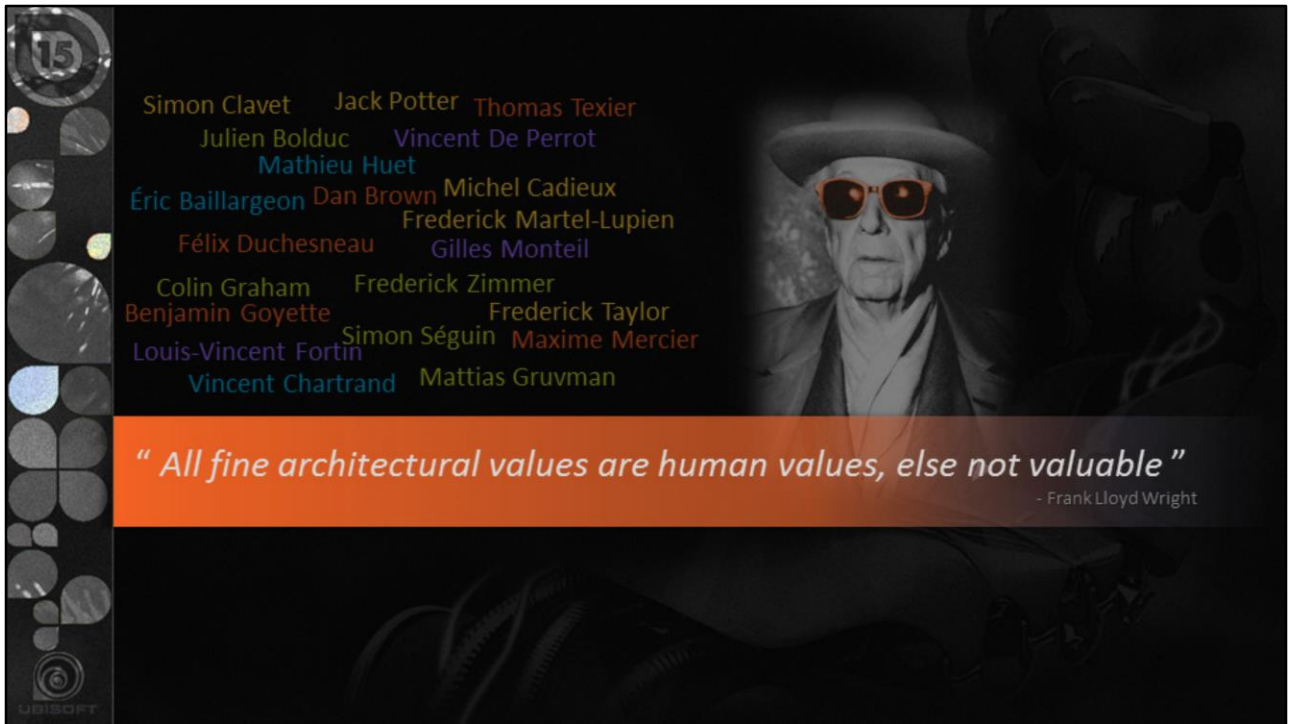 15
Simon Clavet Jack Potter Thomas Texier
Julien Bolduc Vincent De Perrot
Mathieu Huet
Éric Baillargeon Dan Brown Michel Cadieux
Frederick Martel-Lupien
Félix Duchesneau Gilles Monteil
Colin Graham Frederick Zimmer
Benjamin Goyette Frederick Taylor
Simon Séguin Maxime Mercier
Louis-Vincent Fortin
Vincent Chartrand Mattias Gruvman
“ All fine architectural values are human values, else not valuable ”
- Frank Lloyd Wright
UBISOFT